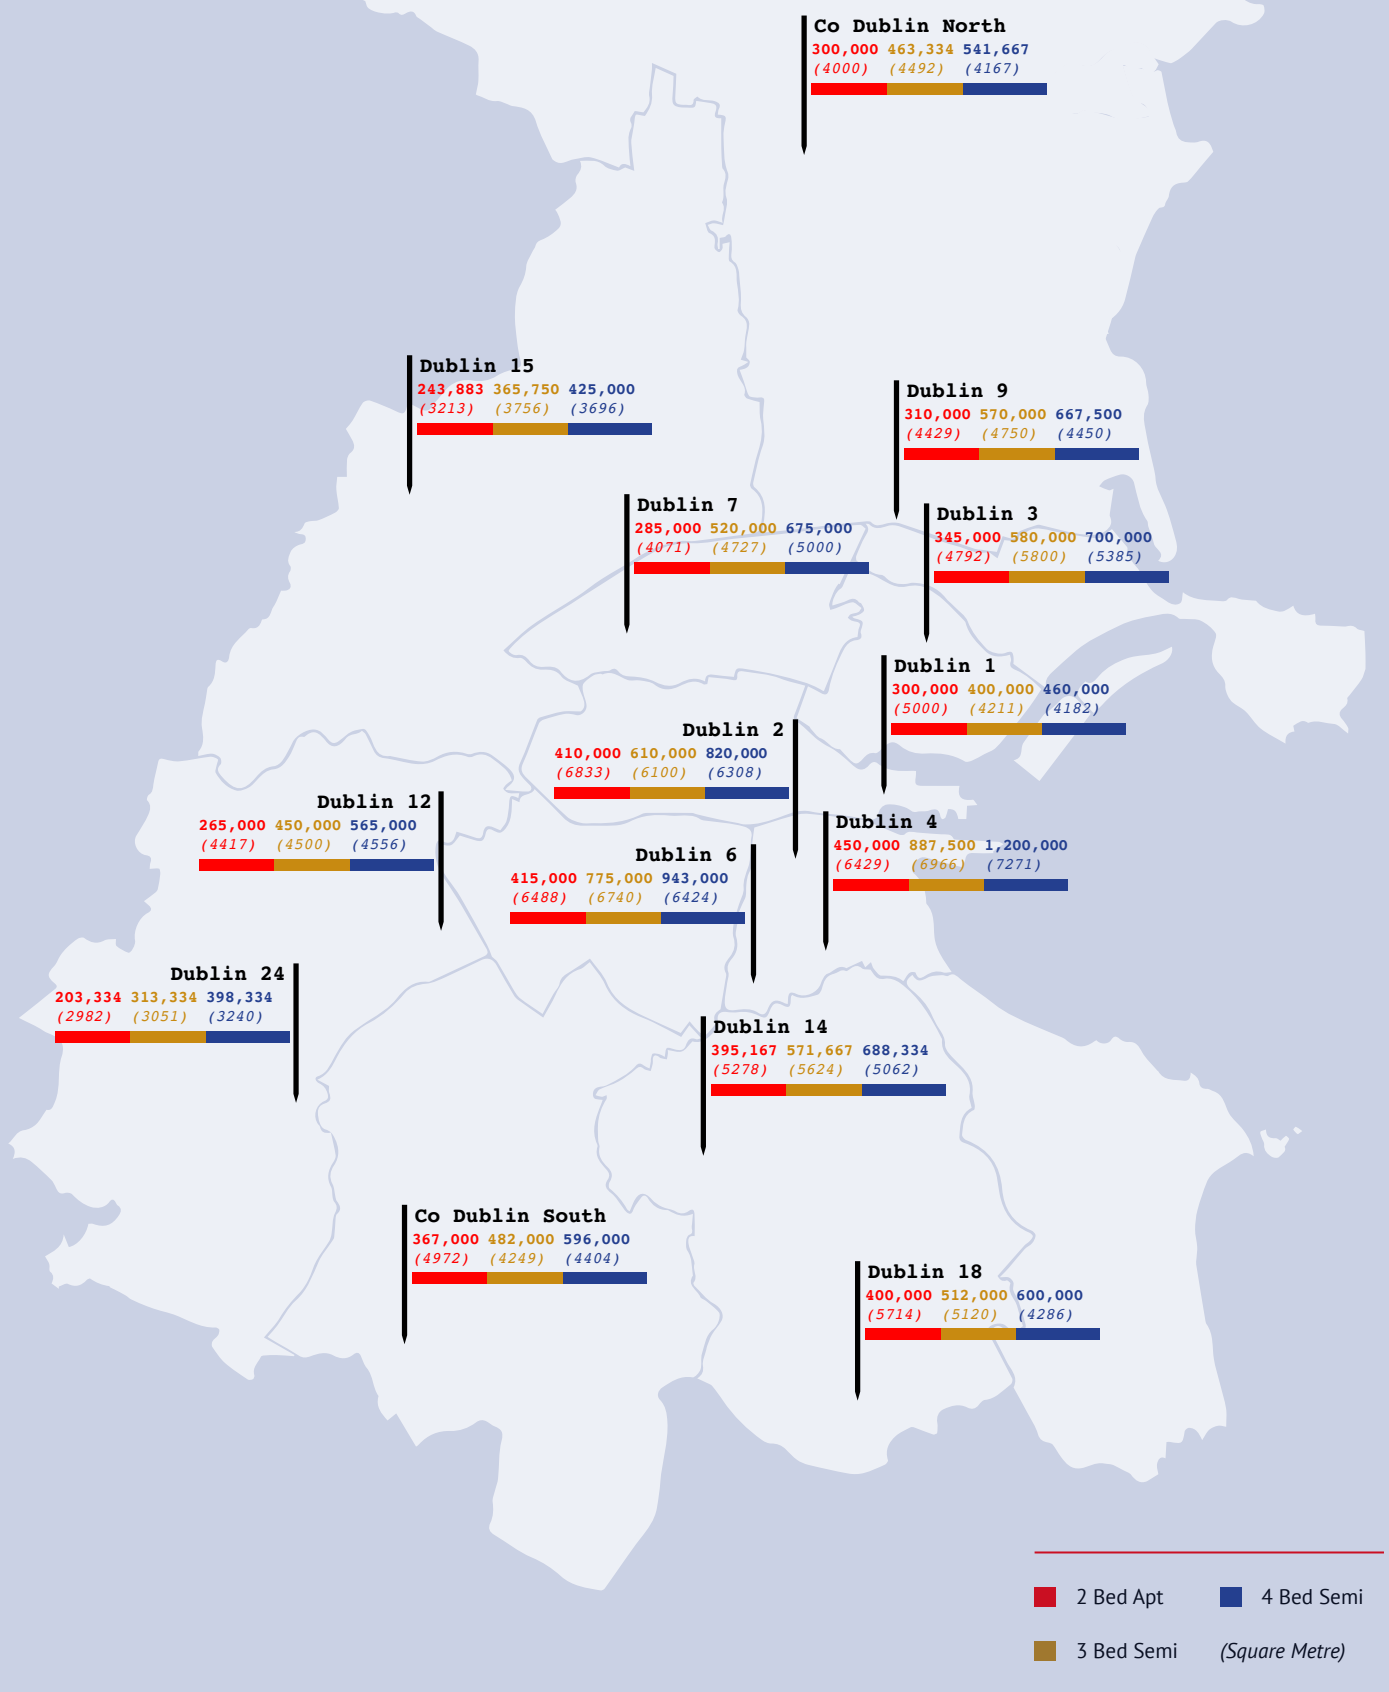 Co Dublin North
300,000 463,334 541,667
(4000) (4492) (4167)
Dublin 15
243,883 365,750 425,000
(3213) (3756) (3696)
Dublin 9
310,000 570,000 667,500
(4429) (4750) (4450)
Dublin 7
285,000 520,000 675,000
(4071) (4727) (5000)
Dublin 3
345,000 580,000 700,000
(4792) (5800) (5385)
Dublin 1
300,000 400,000 460,000
(5000) (4211) (4182)
Dublin 2
410,000 610,000 820,000
(6833) (6100) (6308)
Dublin 12
265,000 450,000 565,000
(4417) (4500) (4556)
Dublin 4
450,000 887,500 1,200,000
(6429) (6966) (7271)
Dublin 6
415,000 775,000 943,000
(6488) (6740) (6424)
Dublin 24
203,334 313,334 398,334
(2982) (3051) (3240)
Dublin 14
395,167 571,667 688,334
(5278) (5624) (5062)
Co Dublin South
367,000 482,000 596,000
(4972) (4249) (4404)
Dublin 18
400,000 512,000 600,000
(5714) (5120) (4286)
2 Bed Apt
4 Bed Semi
3 Bed Semi
(Square Metre)